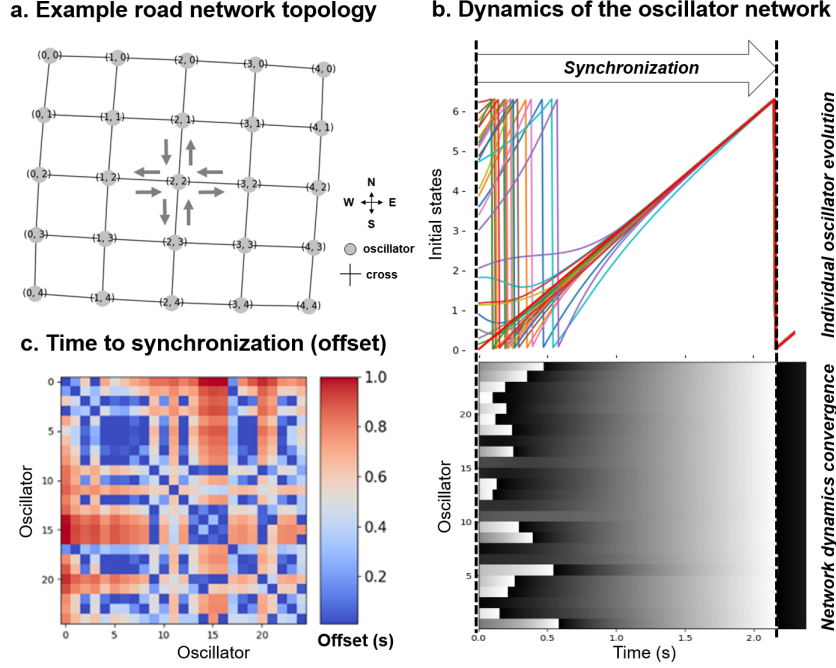 a. Example road network topology
(0, 0) (1, 0) (2, 0) (3, 0) (4, 0)
(0, 1) (1, 1) (2, 1) (3, 1) (4, 1)
(0, 2) (1, 2) (2, 2) (3, 2) (4, 2)
(0, 3) (1, 3) (2, 3) (3, 3) (4, 3)
(0, 4) (1, 4) (2, 4) (3, 4) (4, 4)
N
W E
S
oscillator
cross
b. Dynamics of the oscillator network
Synchronization
6
5
4
3
2
1
0
Initial states
Individual oscillator evolution
0.0 1.0 2.0
20
15
10
5
Oscillator
Network dynamics convergence
0.0 0.5 1.0 1.5 2.0
Time (s)
c. Time to synchronization (offset)
0
5
10
15
20
Oscillator
0 5 10 15 20
Oscillator
1.0
0.8
0.6
0.4
0.2
Offset (s)